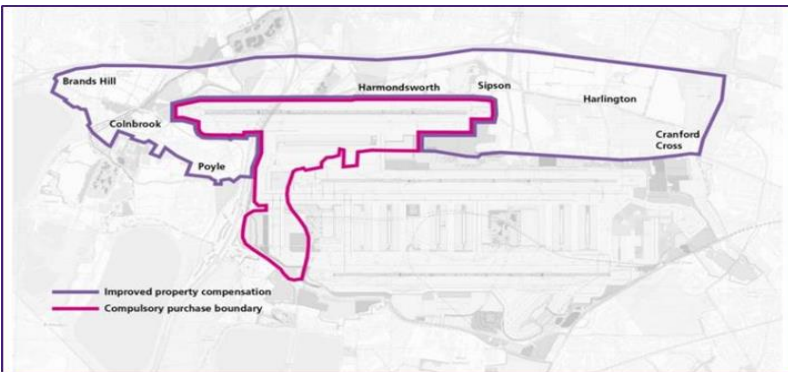 Brands Hill
Harmondsworth
Sipson
Harlington
Colnbrook
Cranford
Cross
Poyle
Improved property compensation
Compulsory purchase boundary